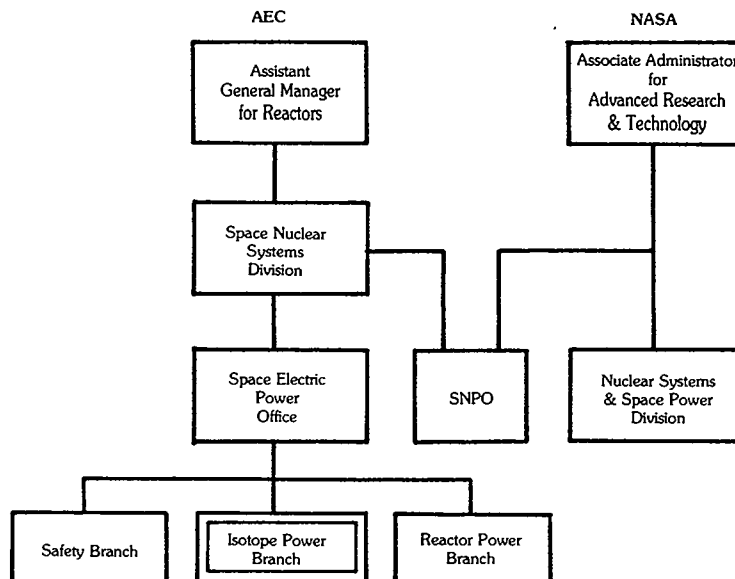 AEC
NASA
Assistant
General Manager
for Reactors
Associate Administrator
for
Advanced Research
& Technology
Space Nuclear
Systems
Division
Space Electric
Power
Office
SNPO
Nuclear Systems
& Space Power
Division
Safety Branch
Isotope Power
Branch
Reactor Power
Branch